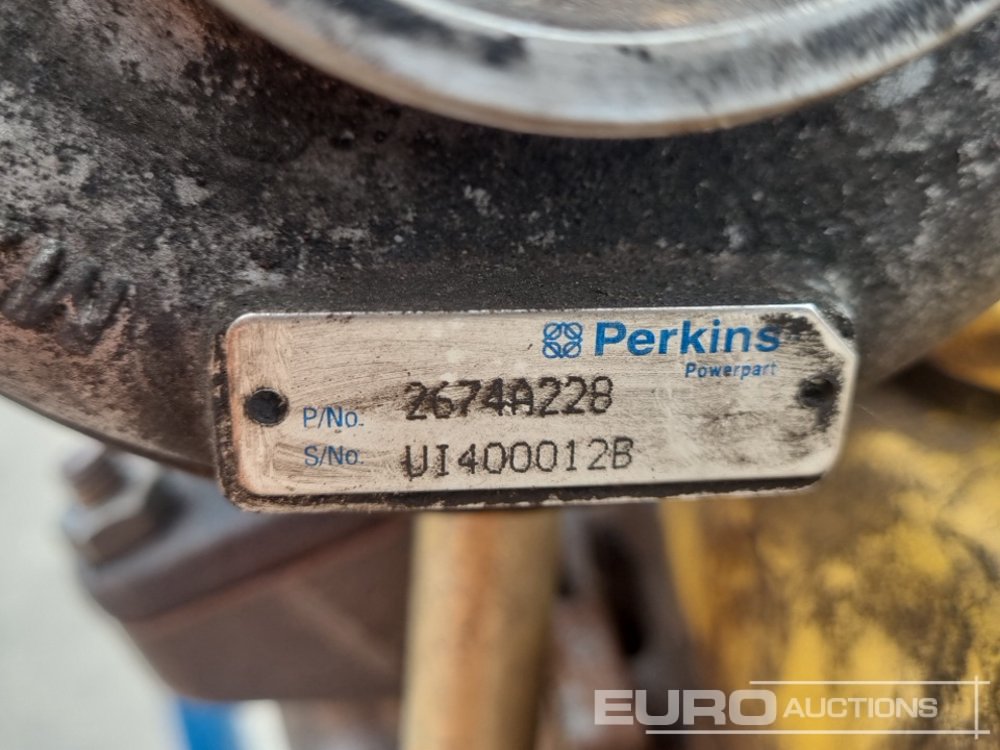 Perkins
Powerpart
P/No. 2674A228
S/No. UI400012B
EURO AUCTIONS